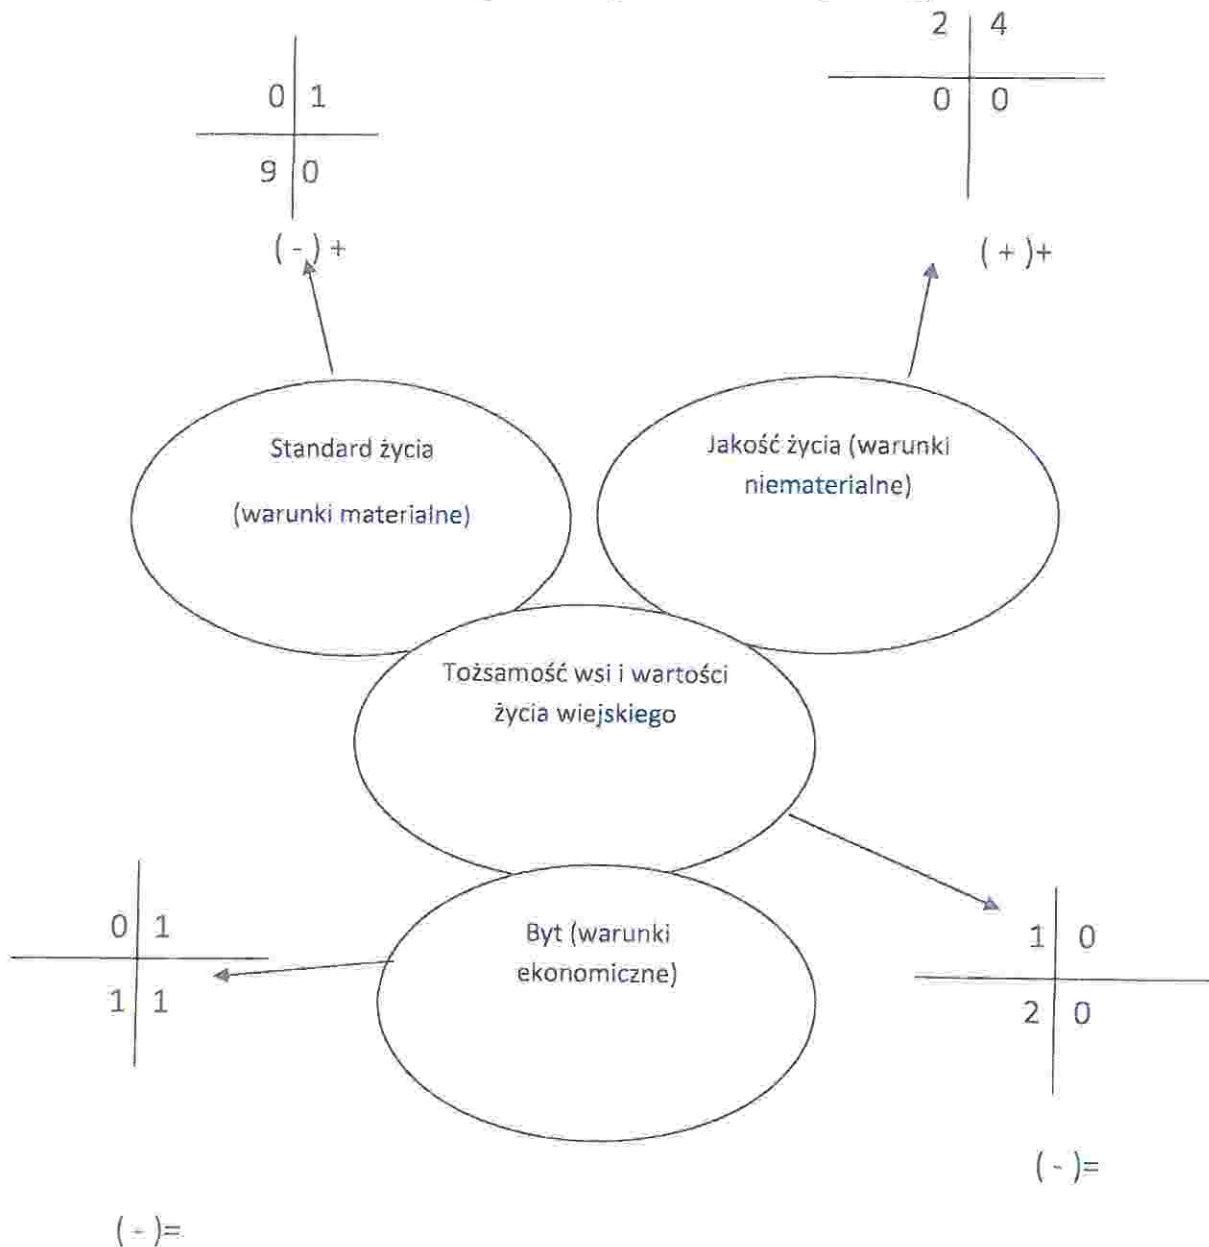 2 4
0 0
0 1
9 0
( - ) +
( + )+
Standard życia
(warunki materialne)
Jakość życia (warunki
niematerialne)
Tożsamość wsi i wartości
życia wiejskiego
0 1
1 1
Byt (warunki
ekonomiczne)
1 0
2 0
( - )=
( - )=